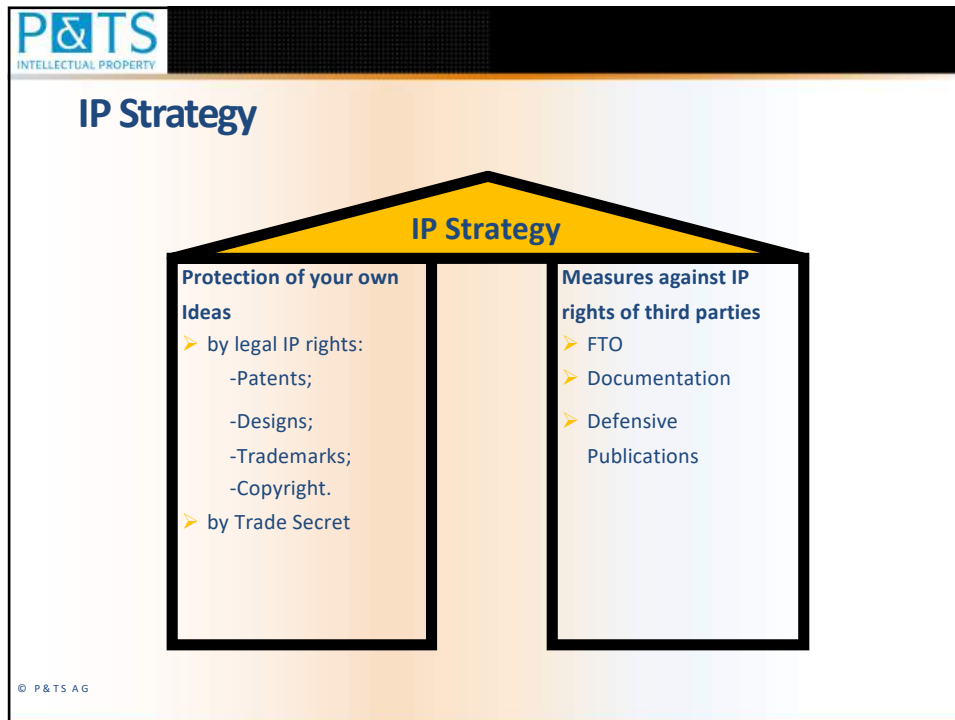 P&TS
INTELLECTUAL PROPERTY
IP Strategy
IP Strategy
Protection of your own
Ideas
➢ by legal IP rights:
-Patents;
-Designs;
-Trademarks;
-Copyright.
➢ by Trade Secret
Measures against IP
rights of third parties
➢ FTO
➢ Documentation
➢ Defensive
Publications
© P&TS AG